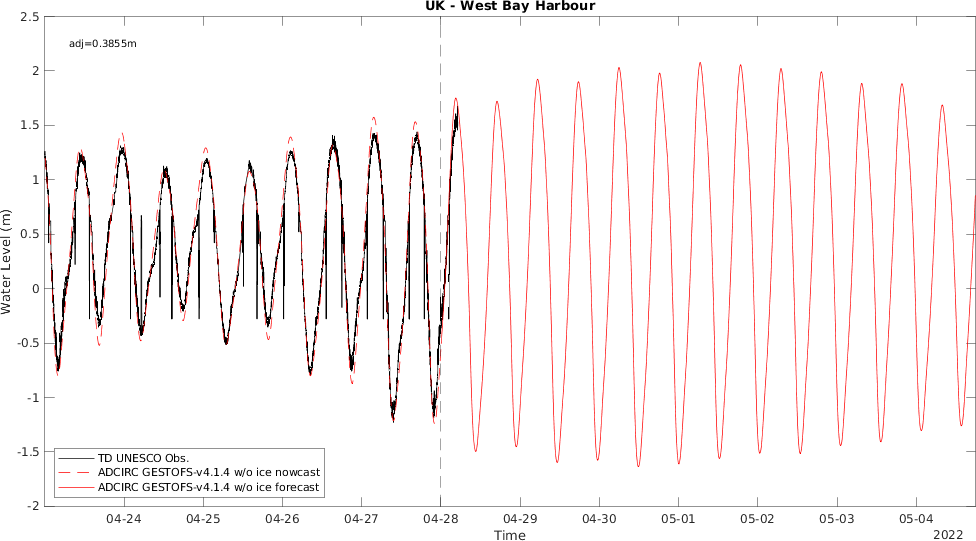 UK - West Bay Harbour
adj=0.3855m
2.5
2
1.5
1
0.5
0
-0.5
-1
-1.5
-2
Water Level (m)
TD UNESCO Obs.
ADCIRC GESTOFS-v4.1.4 w/o ice nowcast
ADCIRC GESTOFS-v4.1.4 w/o ice forecast
04-24 04-25 04-26 04-27 04-28 04-29 04-30 05-01 05-02 05-03 05-04
Time
2022